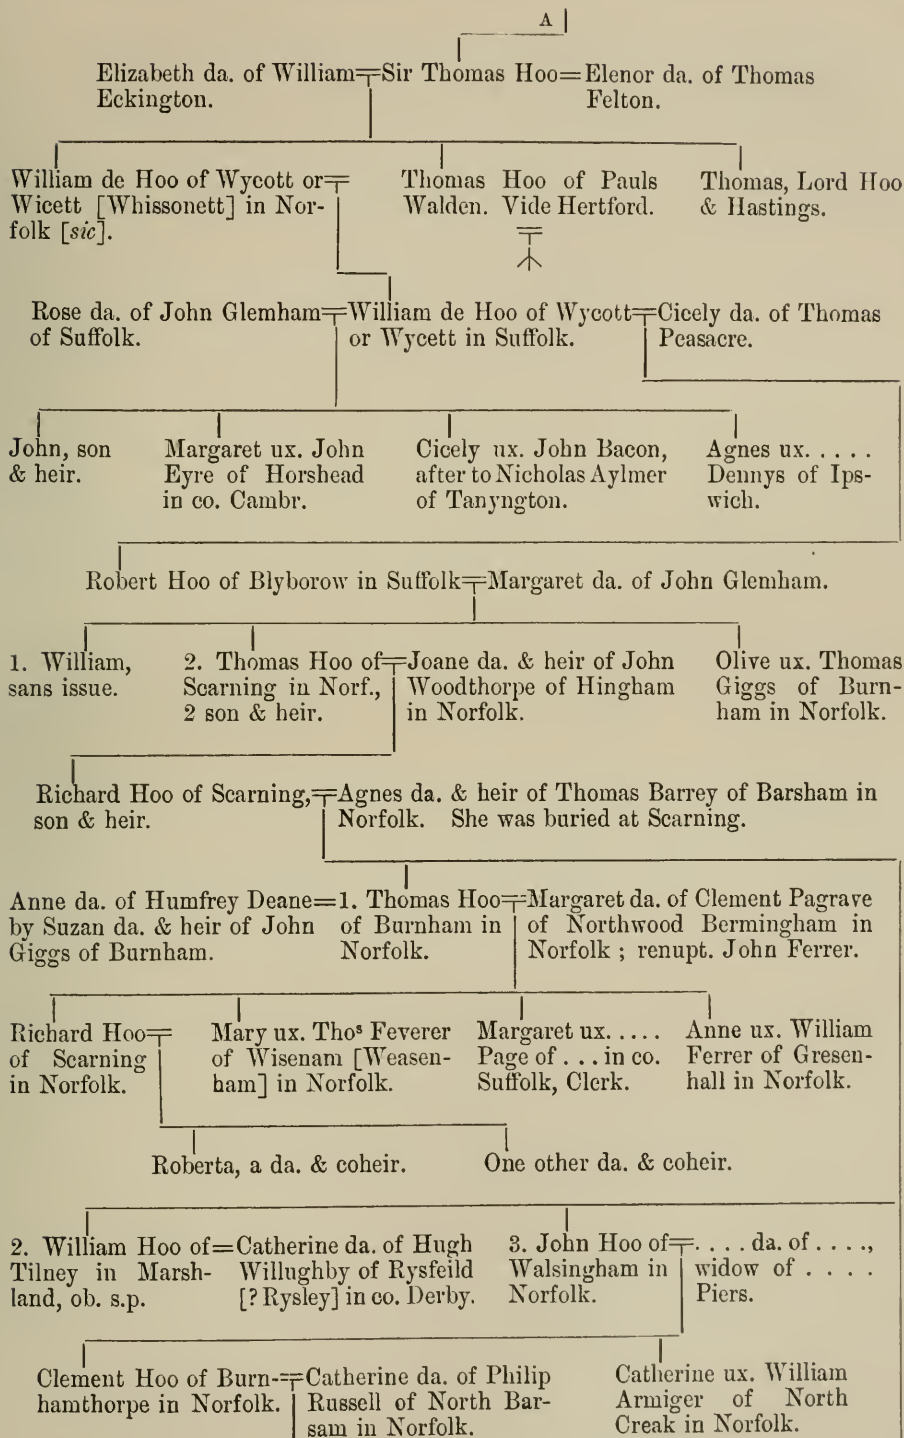 A
Elizabeth da. of William=Sir Thomas Hoo=Elenor da. of Thomas
Eckington. Felton.
William de Hoo of Wycott or=
Wicett [Whissonett] in Nor-
folk [sic].
Thomas Hoo of Pauls
Walden. Vide Hertford.
Thomas, Lord Hoo
& Hastings.
Rose da. of John Glemham=William de Hoo of Wycott=Cicely da. of Thomas
of Suffolk. or Wycett in Suffolk. Peasacre.
John, son
& heir.
Margaret ux. John
Eyre of Horshead
in co. Cambr.
Cicely ux. John Bacon,
after to Nicholas Aylmer
of Tanyngton.
Agnes ux. . . . .
Dennys of Ips-
wich.
Robert Hoo of Blyborow in Suffolk=Margaret da. of John Glemham.
1. William,
sans issue.
2. Thomas Hoo of=Joane da. & heir of John
Scarning in Norf., Woodthorpe of Hingham
2 son & heir. in Norfolk.
Olive ux. Thomas
Giggs of Burn-
ham in Norfolk.
Richard Hoo of Scarning,=Agnes da. & heir of Thomas Barrey of Barsham in
son & heir. Norfolk. She was buried at Scarning.
Anne da. of Humfrey Deane=1. Thomas Hoo=Margaret da. of Clement Pagrave
by Suzan da. & heir of John of Burnham in of Northwood Bermingham in
Giggs of Burnham. Norfolk. Norfolk ; renupt. John Ferrer.
Richard Hoo=
of Scarning
in Norfolk.
Mary ux. Thos Feverer
of Wisenam [Weasen-
ham] in Norfolk.
Margaret ux. . . . .
Page of . . . in co.
Suffolk, Clerk.
Anne ux. William
Ferrer of Gresen-
hall in Norfolk.
Roberta, a da. & coheir. One other da. & coheir.
2. William Hoo of=Catherine da. of Hugh
Tilney in Marsh- Willughby of Rysfeild
land, ob. s.p. [? Rysley] in co. Derby.
3. John Hoo of=. . . . da. of . . . .,
Walsingham in widow of . . . .
Norfolk. Piers.
Clement Hoo of Burn-=Catherine da. of Philip
hamthorpe in Norfolk. Russell of North Bar-
sam in Norfolk.
Catherine ux. William
Armiger of North
Creak in Norfolk.